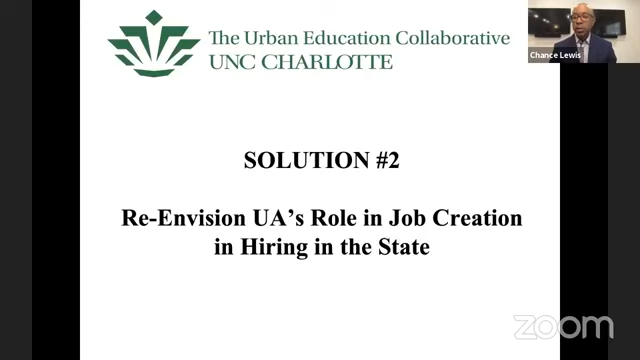 The Urban Education Collaborative
UNC CHARLOTTE
Chance Lewis
SOLUTION #2
Re-Envision UA's Role in Job Creation
in Hiring in the State
zoom